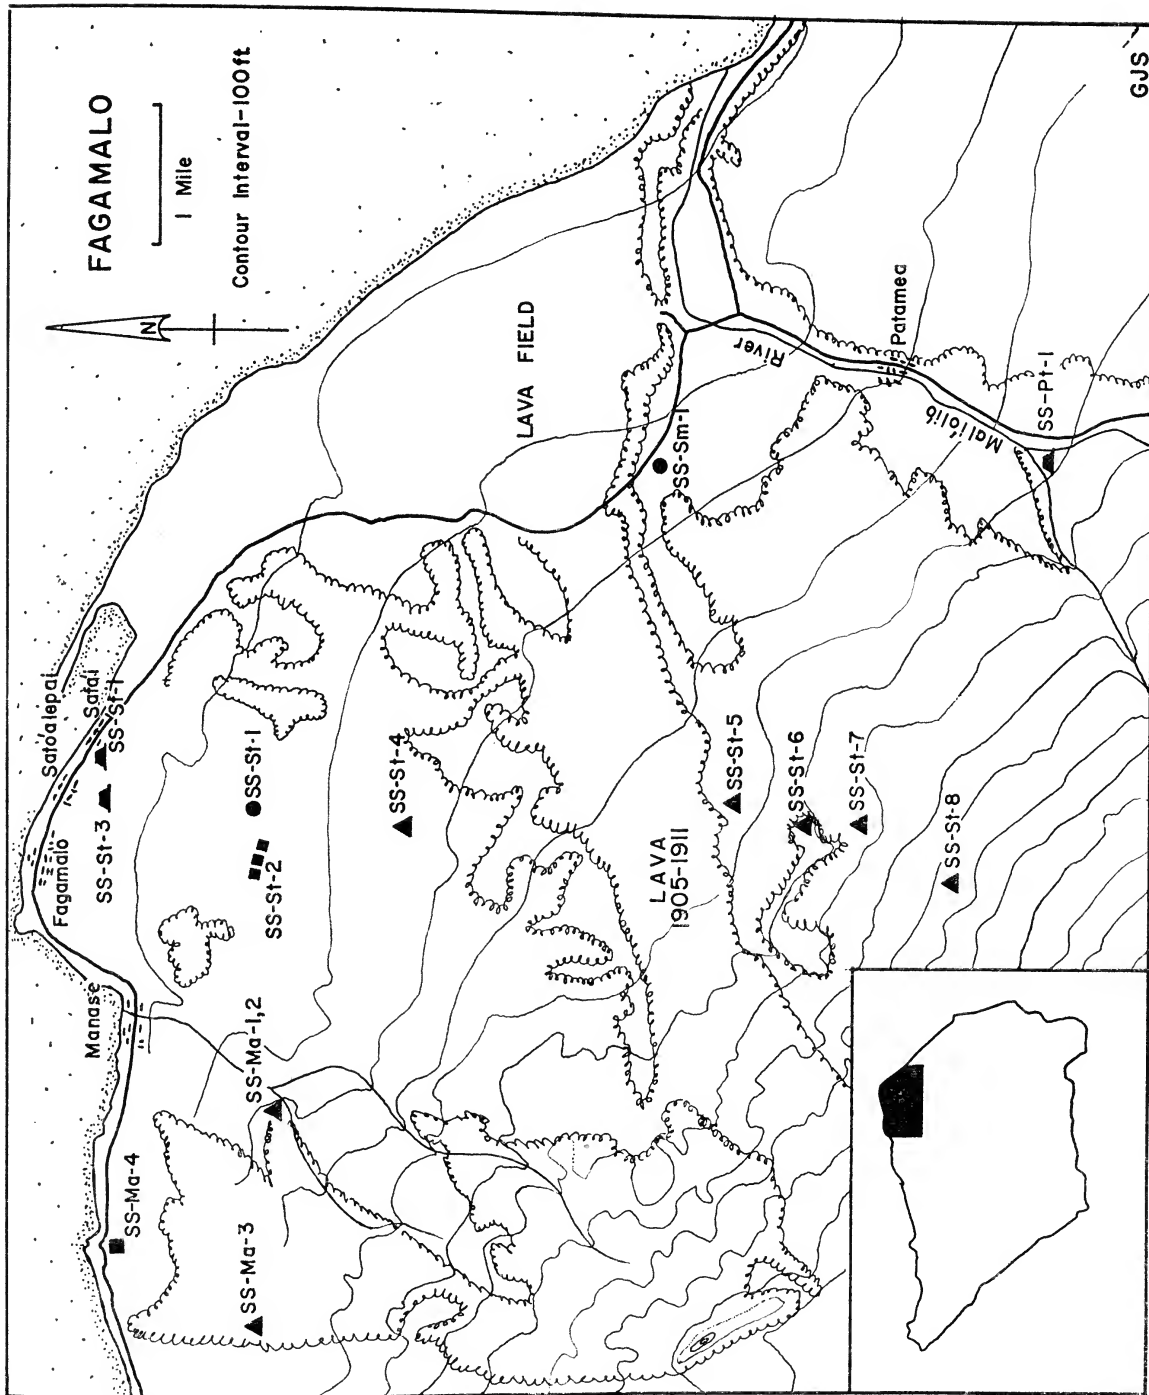 FAGAMALO
1 Mile
Contour Interval-100ft
N
GJS
LAVA FIELD
River
Patamea
Maliolio
SS-Pt-1
SS-Sm-1
Satoalepai
Safai
SS-St-1
SS-St-3
Fagamalo
SS-St-1
SS-St-2
SS-St-4
SS-St-5
SS-St-6
SS-St-7
SS-St-8
LAVA
1905-1911
Manase
SS-Ma-1,2
SS-Ma-4
SS-Ma-3